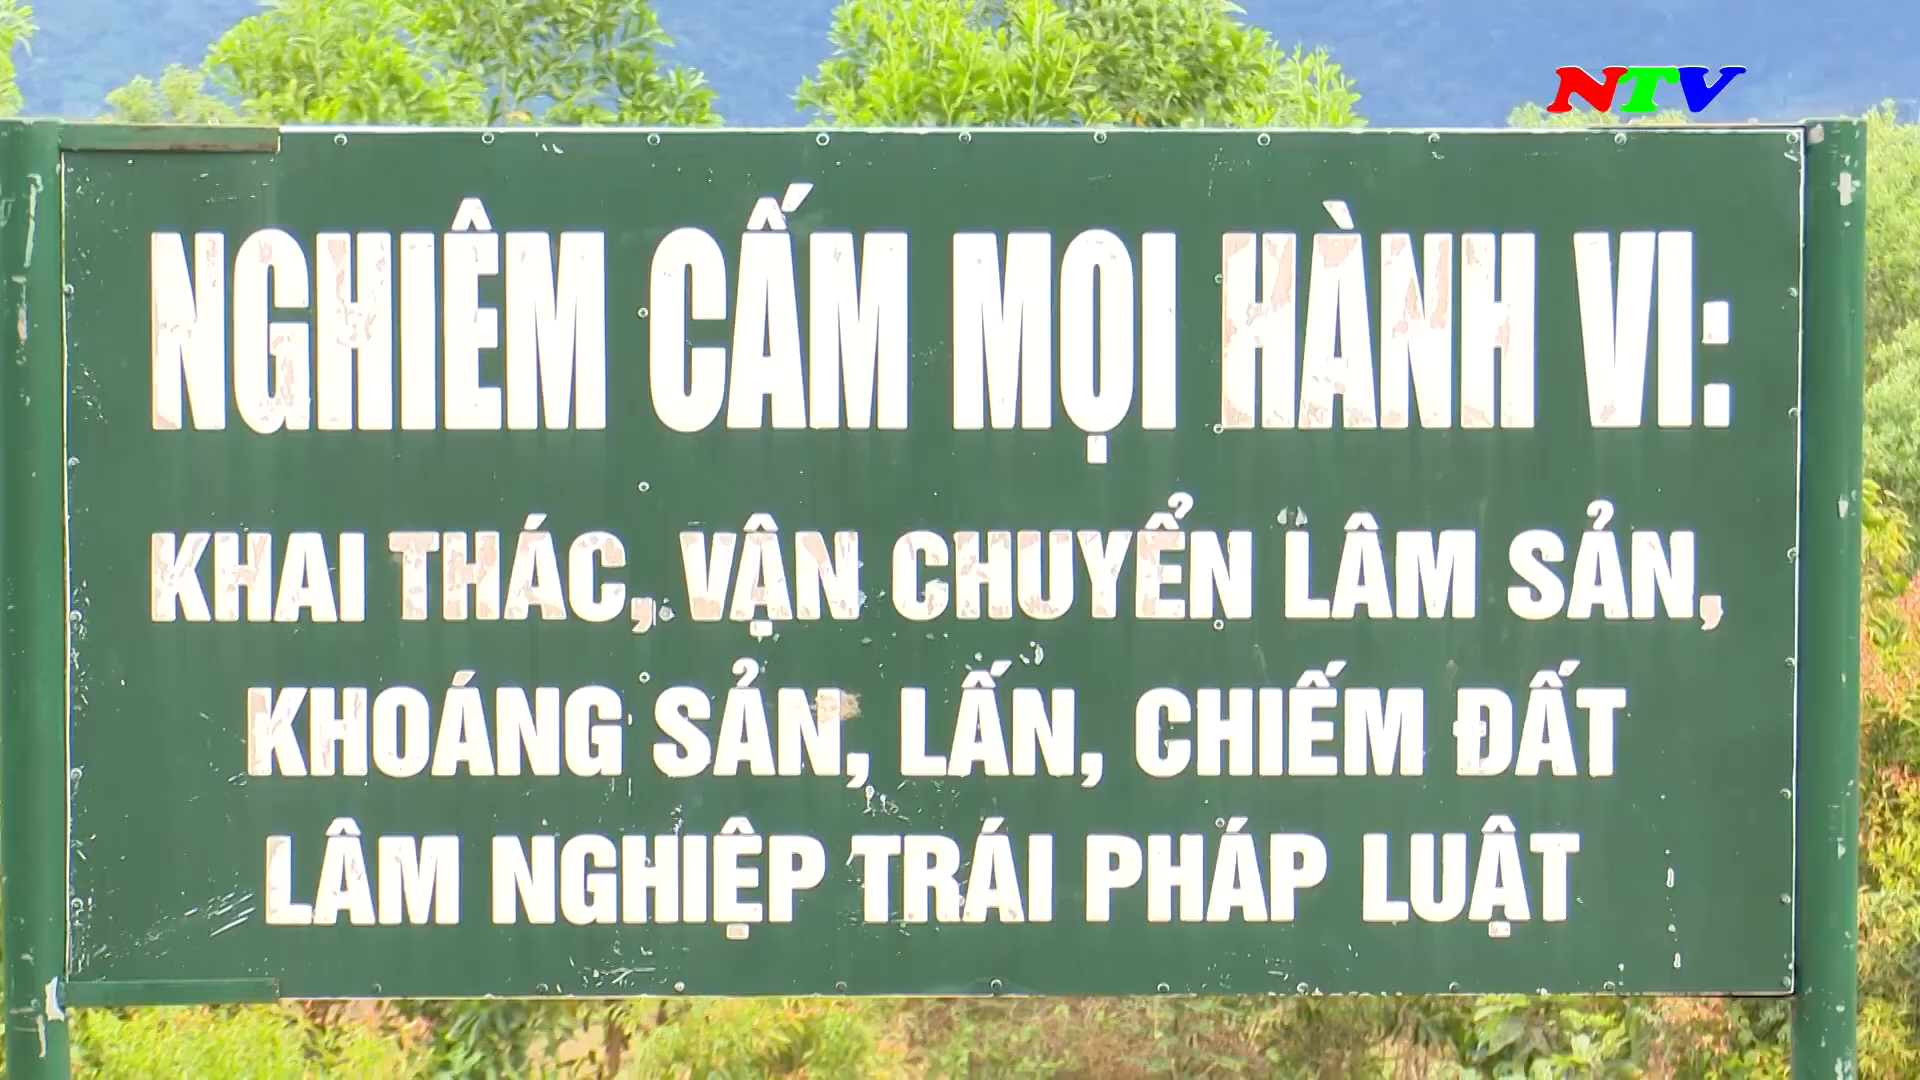 NTV
NGHIÊM CẤM MỌI HÀNH VI:
KHAI THÁC, VẬN CHUYỂN LÂM SẢN,
KHOÁNG SẢN, LẤN, CHIẾM ĐẤT
LÂM NGHIỆP TRÁI PHÁP LUẬT